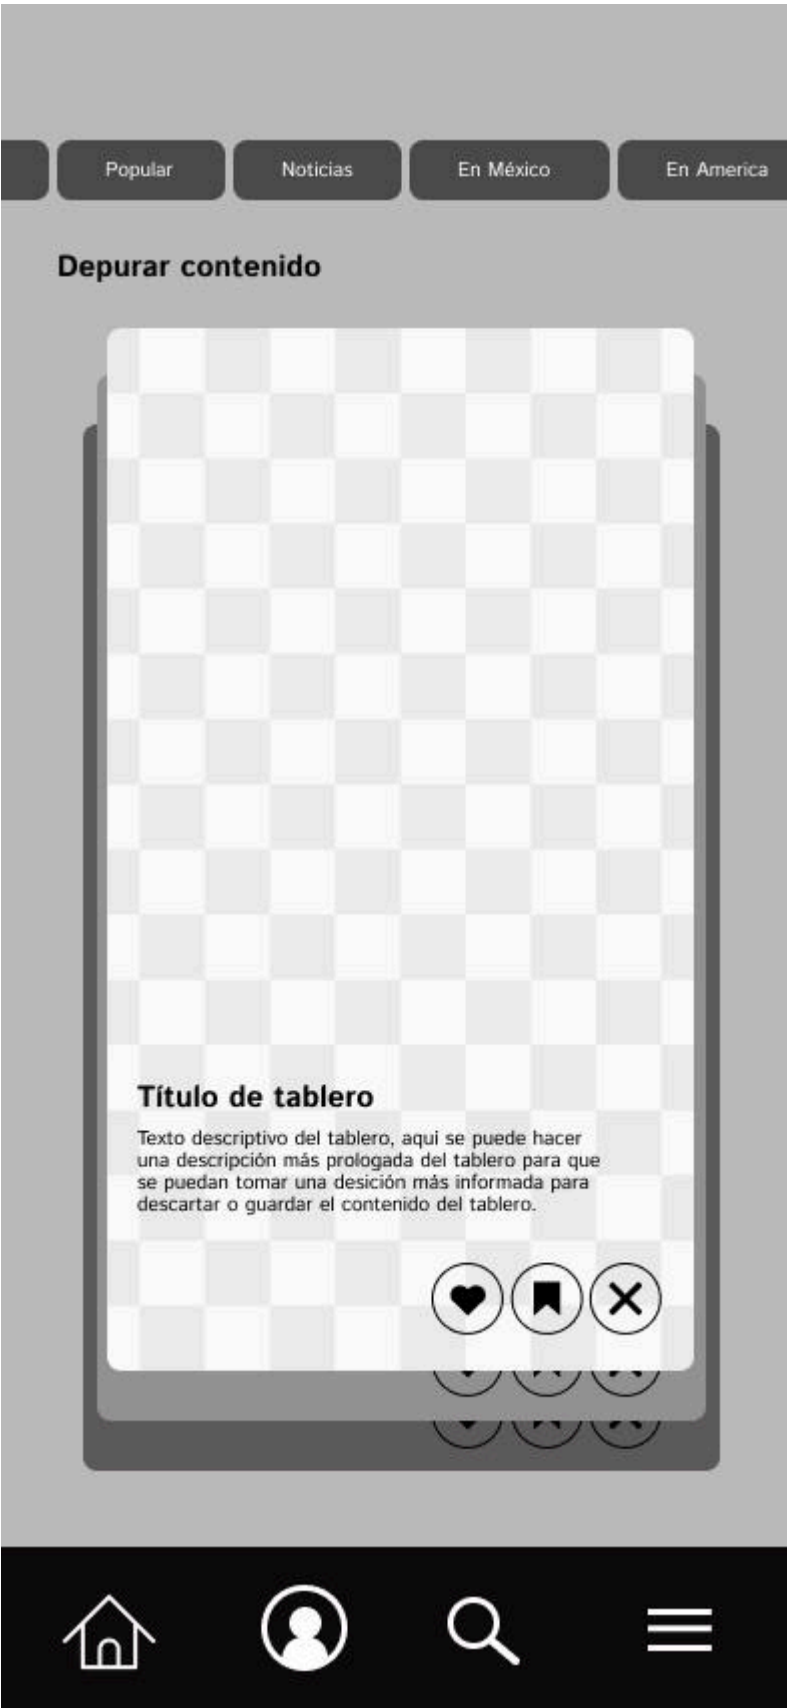 Popular
Noticias
En México
En America
Depurar contenido
Título de tablero
Texto descriptivo del tablero, aqui se puede hacer
una descripción más prologada del tablero para que
se puedan tomar una desición más informada para
descartar o guardar el contenido del tablero.